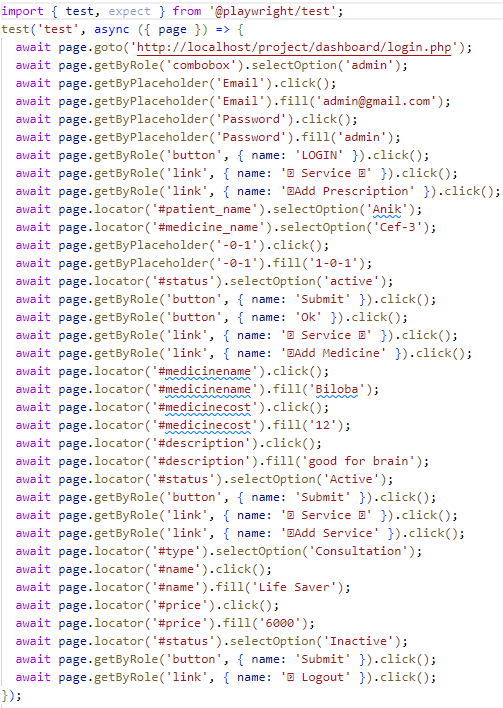 import { test, expect } from '@playwright/test';
test('test', async ({ page }) => {
  await page.goto('http://localhost/project/dashboard/login.php');
  await page.getByRole('combobox').selectOption('admin');
  await page.getByPlaceholder('Email').click();
  await page.getByPlaceholder('Email').fill('admin@gmail.com');
  await page.getByPlaceholder('Password').click();
  await page.getByPlaceholder('Password').fill('admin');
  await page.getByRole('button', { name: 'LOGIN' }).click();
  await page.getByRole('link', { name: ' Service ' }).click();
  await page.getByRole('link', { name: 'Add Prescription' }).click();
  await page.locator('#patient_name').selectOption('Anik');
  await page.locator('#medicine_name').selectOption('Cef-3');
  await page.getByPlaceholder('-0-1').click();
  await page.getByPlaceholder('-0-1').fill('1-0-1');
  await page.locator('#status').selectOption('active');
  await page.getByRole('button', { name: 'Submit' }).click();
  await page.getByRole('button', { name: 'Ok' }).click();
  await page.getByRole('link', { name: ' Service ' }).click();
  await page.getByRole('link', { name: 'Add Medicine' }).click();
  await page.locator('#medicinename').click();
  await page.locator('#medicinename').fill('Biloba');
  await page.locator('#medicinecost').click();
  await page.locator('#medicinecost').fill('12');
  await page.locator('#description').click();
  await page.locator('#description').fill('good for brain');
  await page.locator('#status').selectOption('Active');
  await page.getByRole('button', { name: 'Submit' }).click();
  await page.getByRole('link', { name: ' Service ' }).click();
  await page.getByRole('link', { name: 'Add Service' }).click();
  await page.locator('#type').selectOption('Consultation');
  await page.locator('#name').click();
  await page.locator('#name').fill('Life Saver');
  await page.locator('#price').click();
  await page.locator('#price').fill('6000');
  await page.locator('#status').selectOption('Inactive');
  await page.getByRole('button', { name: 'Submit' }).click();
  await page.getByRole('link', { name: ' Logout' }).click();
});